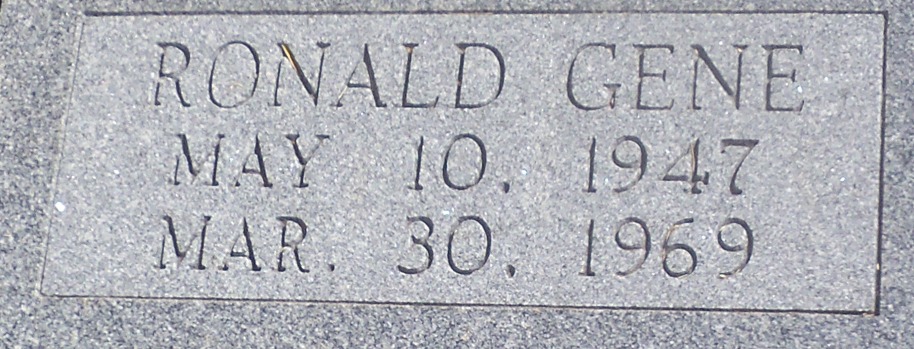 RONALD GENE
MAY 10, 1947
MAR. 30, 1969